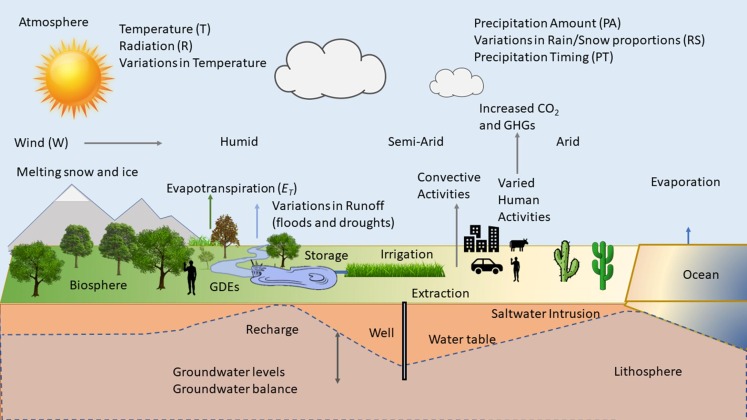 Atmosphere
Temperature (T)
Radiation (R)
Variations in Temperature
Precipitation Amount (PA)
Variations in Rain/Snow proportions (RS)
Precipitation Timing (PT)
Increased CO₂
and GHGs
Wind (W)
Humid
Semi-Arid
Arid
Melting snow and ice
Evapotranspiration (E_T)
Convective
Activities
Varied
Human
Activities
Evaporation
Variations in Runoff
(floods and droughts)
Storage
Irrigation
Biosphere
GDEs
Ocean
Extraction
Saltwater Intrusion
Recharge
Well
Water table
Groundwater levels
Groundwater balance
Lithosphere